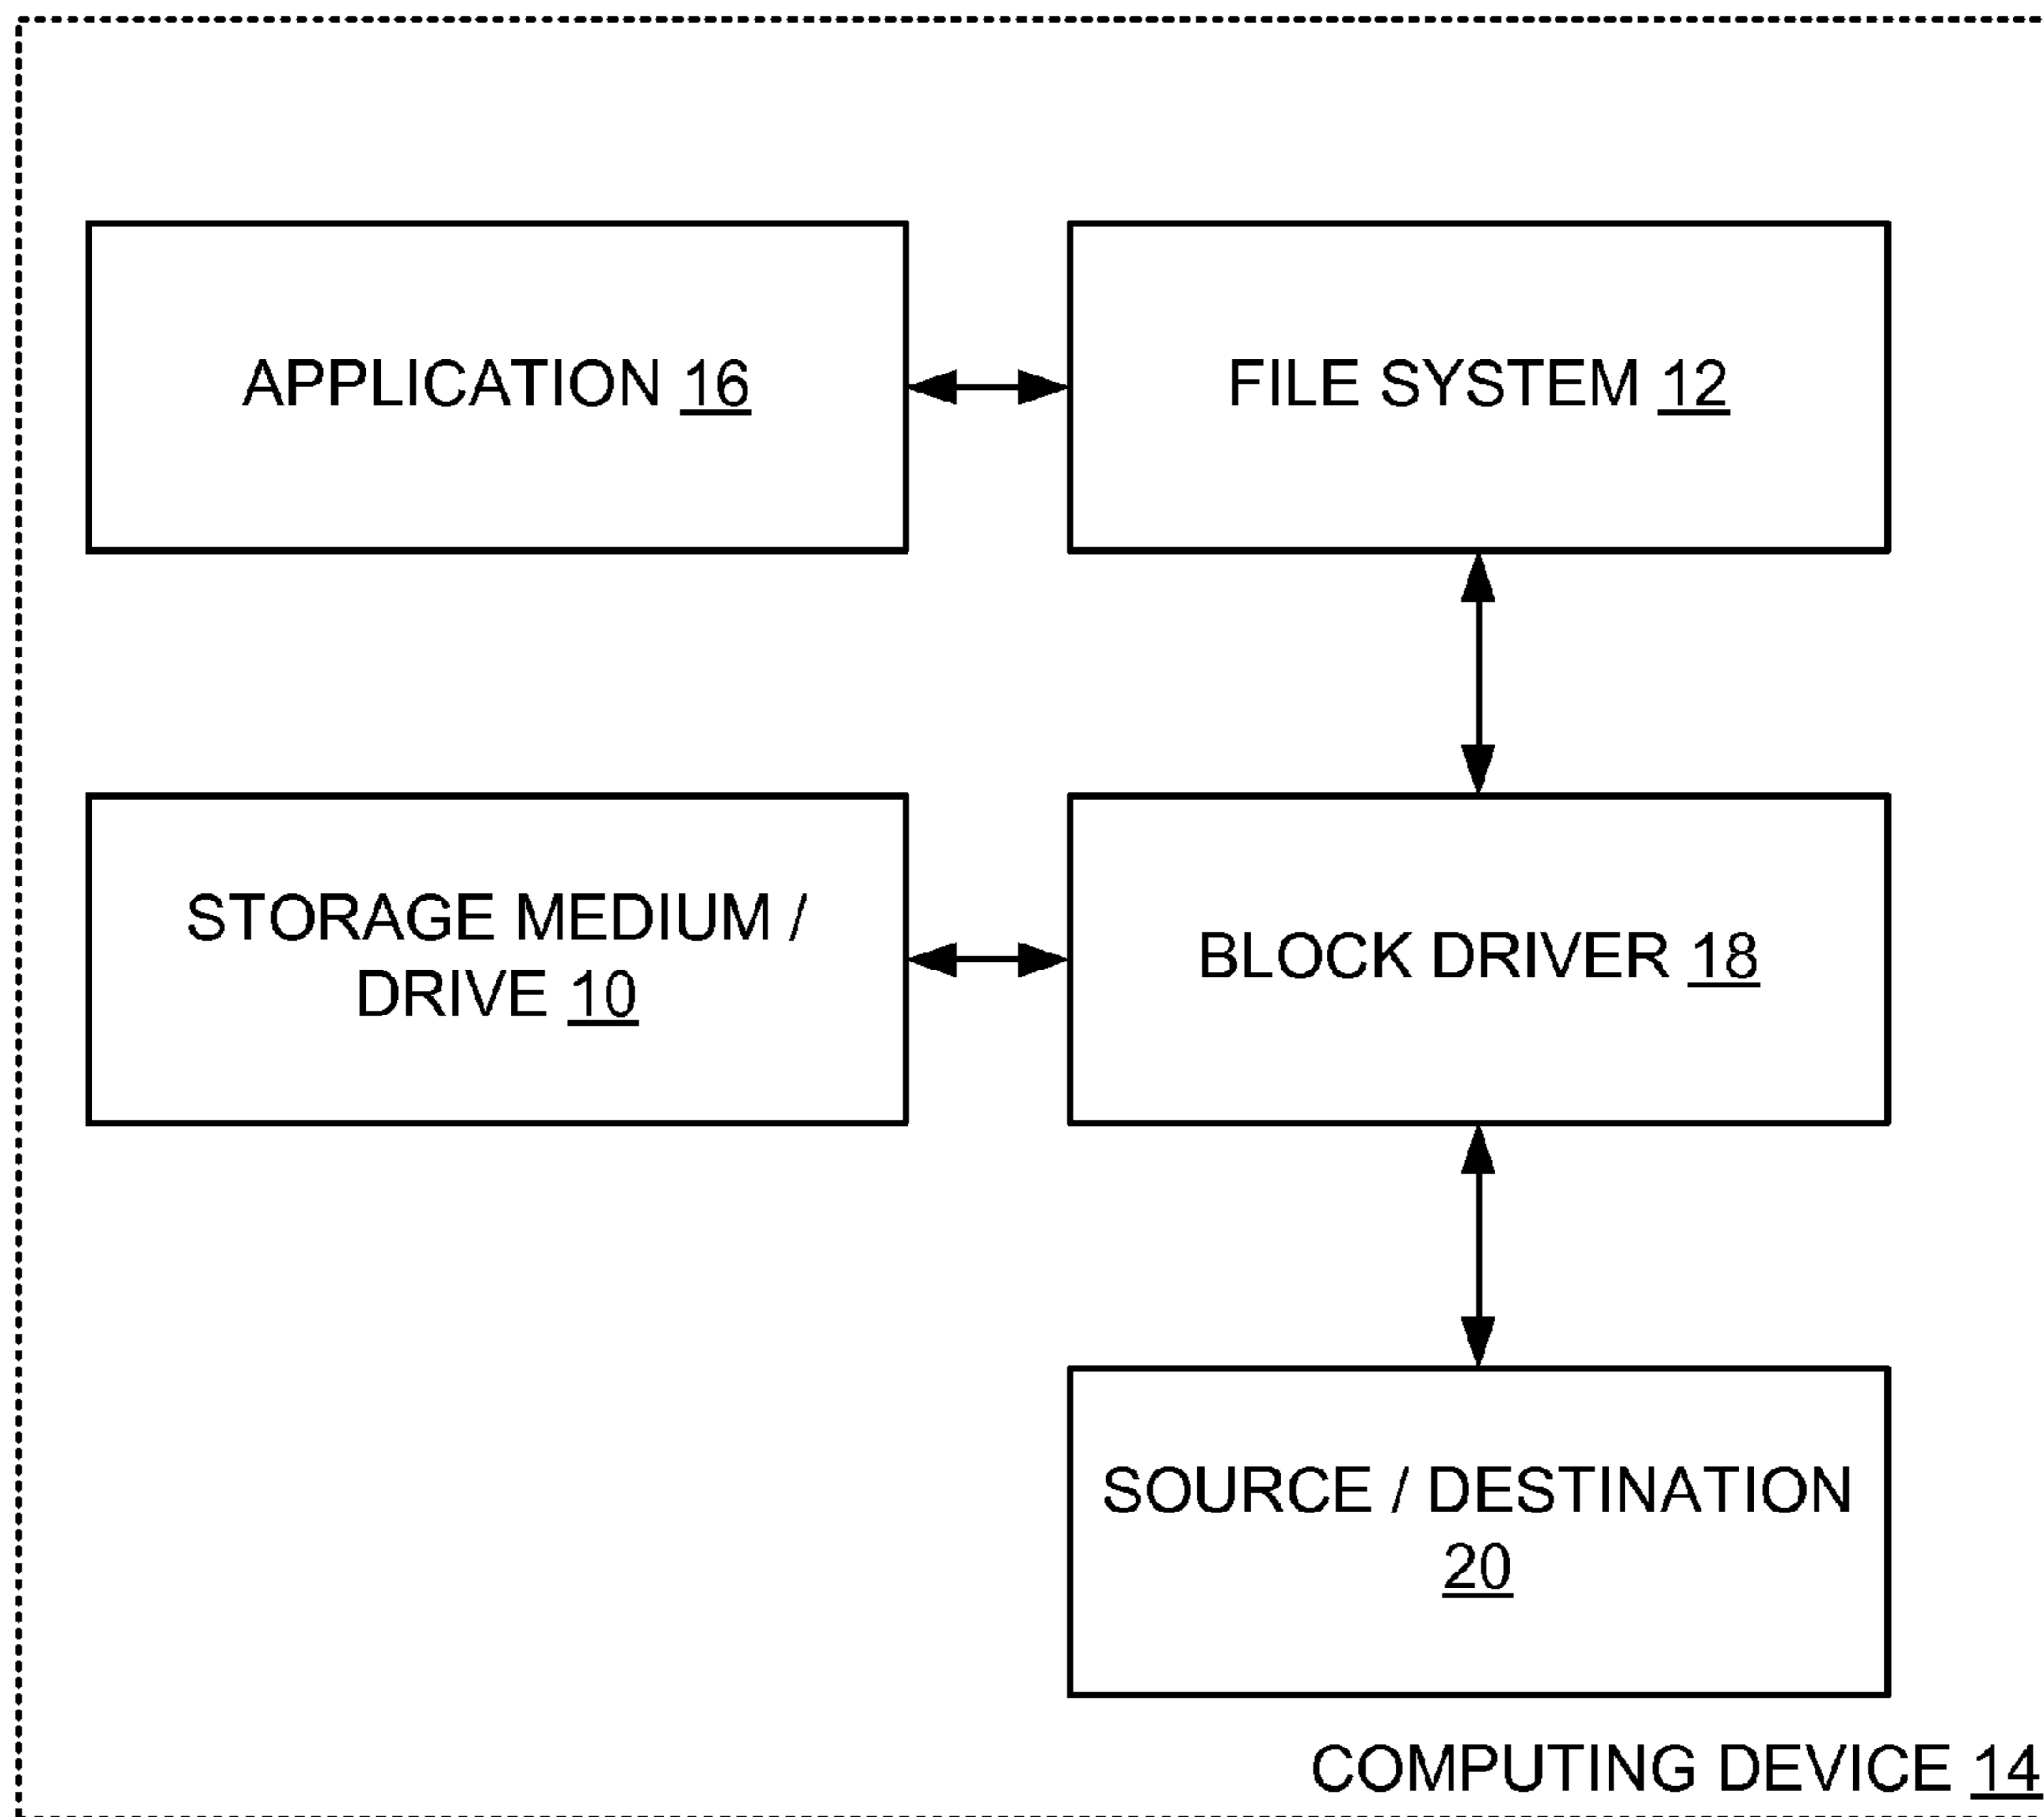 APPLICATION 16
FILE SYSTEM 12
STORAGE MEDIUM /
DRIVE 10
BLOCK DRIVER 18
SOURCE / DESTINATION
20
COMPUTING DEVICE 14